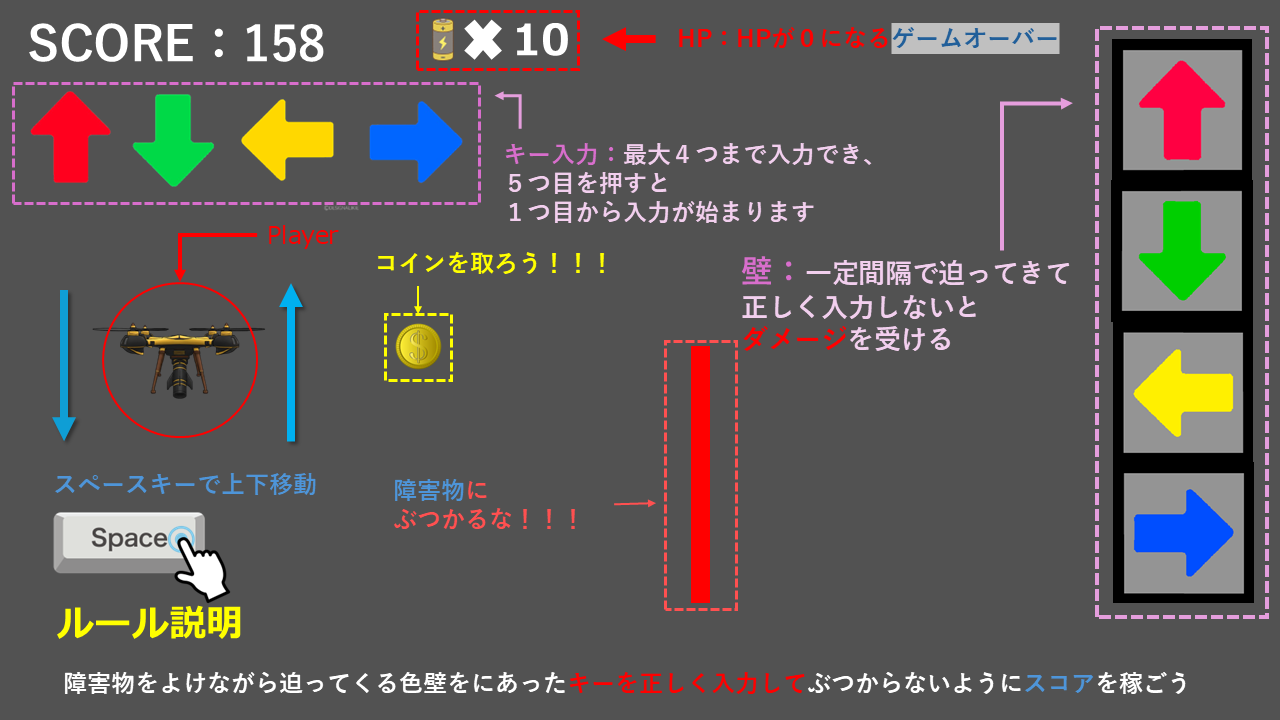 SCORE：158
✖ 10
HP：HPが０になるゲームオーバー
キー入力：最大４つまで入力でき、
５つ目を押すと
１つ目から入力が始まります
Player
コインを取ろう！！！
壁：一定間隔で迫ってきて
正しく入力しないと
ダメージを受ける
スペースキーで上下移動
障害物に
ぶつかるな！！！
Space
ルール説明
障害物をよけながら迫ってくる色壁をにあったキーを正しく入力してぶつからないようにスコアを稼ごう